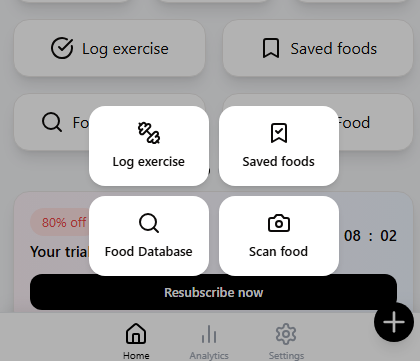 Log exercise
Saved foods
Fo
Food
Log exercise
Saved foods
Food Database
Scan food
80% off
Your trial
08 : 02
Resubscribe now
Home
Analytics
Settings